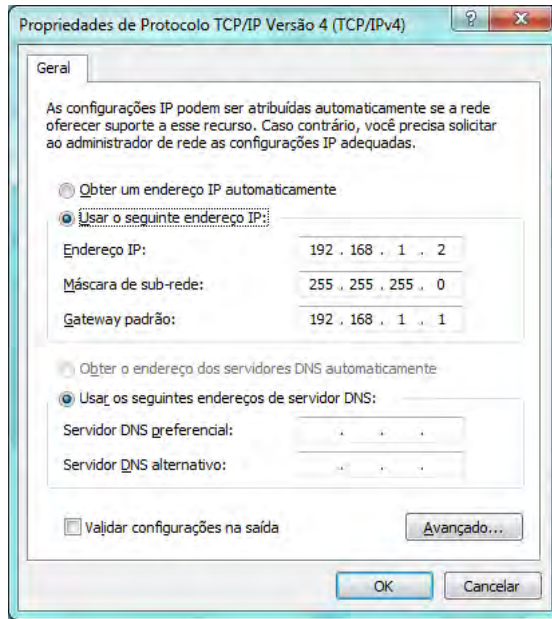 Propriedades de Protocolo TCP/IP Versão 4 (TCP/IPv4)
Geral
As configurações IP podem ser atribuídas automaticamente se a rede
oferecer suporte a esse recurso. Caso contrário, você precisa solicitar
ao administrador de rede as configurações IP adequadas.
Obter um endereço IP automaticamente
Usar o seguinte endereço IP:
Endereço IP: 192 . 168 . 1 . 2
Máscara de sub-rede: 255 . 255 . 255 . 0
Gateway padrão: 192 . 168 . 1 . 1
Obter o endereço dos servidores DNS automaticamente
Usar os seguintes endereços de servidor DNS:
Servidor DNS preferencial: . . .
Servidor DNS alternativo: . . .
Validar configurações na saída Avançado...
OK Cancelar